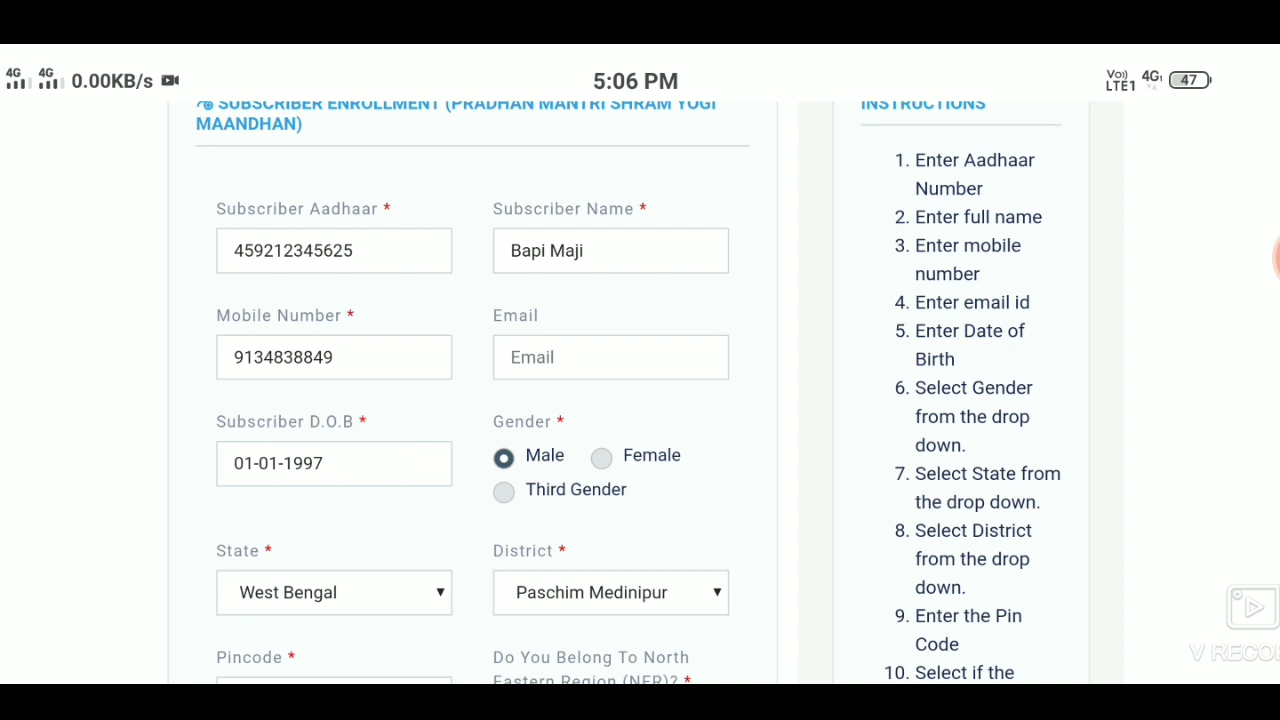 4G 4G 0.00KB/s 5:06 PM Vo)) LTE1 4G 47
SUBSCRIBER ENROLLMENT (PRADHAN MANTRI SHRAM YOGI
MAANDHAN)
Subscriber Aadhaar * Subscriber Name *
459212345625 Bapi Maji
Mobile Number * Email
9134838849 Email
Subscriber D.O.B * Gender *
01-01-1997 Male Female
Third Gender
State * District *
West Bengal Paschim Medinipur
Pincode * Do You Belong To North
Eastern Region (NER)? *
INSTRUCTIONS
1. Enter Aadhaar
Number
2. Enter full name
3. Enter mobile
number
4. Enter email id
5. Enter Date of
Birth
6. Select Gender
from the drop
down.
7. Select State from
the drop down.
8. Select District
from the drop
down.
9. Enter the Pin
Code
10. Select if the
V RECOR